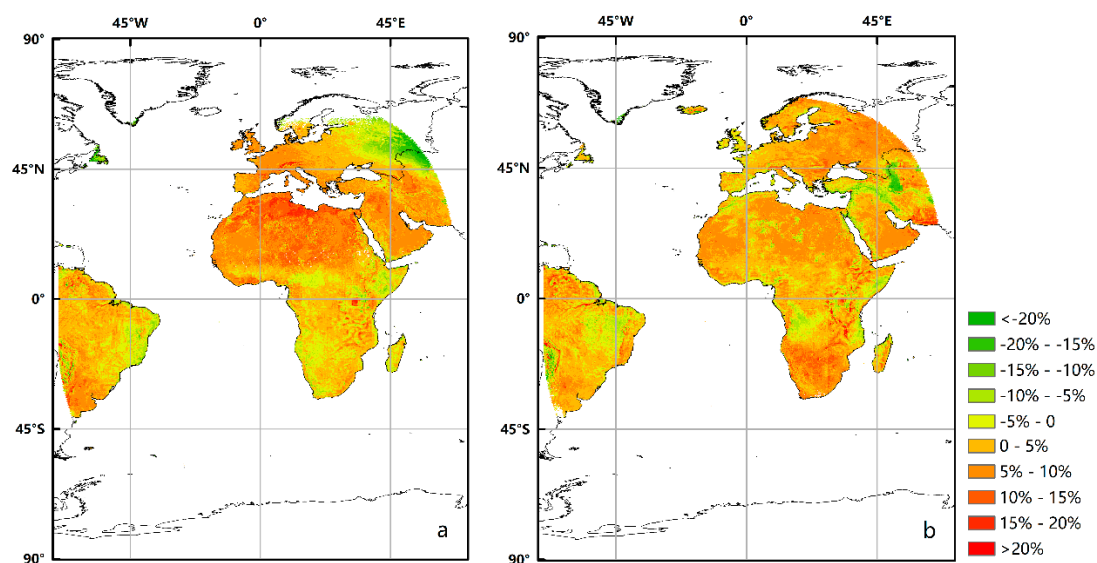 45°W 0° 45°E 45°W 0° 45°E
90° 90°
45°N 45°N
0° 0°
45°S 45°S
90° 90°
a b
<-20%
-20% - -15%
-15% - -10%
-10% - -5%
-5% - 0
0 - 5%
5% - 10%
10% - 15%
15% - 20%
>20%